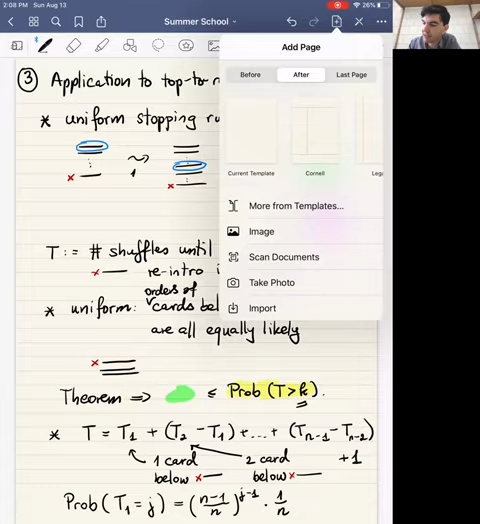 2:08 PM Sun Aug 13
26%
Summer School
Add Page
Before
After
Last Page
Current Template
Cornell
More from Templates...
Image
Scan Documents
Take Photo
Import
③ Application to top-to
* uniform stopping
1
T := # shuffles until
re-intro
orders of
* uniform: cards
are all equally likely
Theorem ⇒ ≤ Prob(T>k).
* T = T₁ + (T₂ - T₁) + ... + (Tₙ₋₁ - Tₙ₋₂)
+1
1 card
below
2 card
below
Prob(T₁ = j) = ((n-1)/n)^(j-1) · 1/n